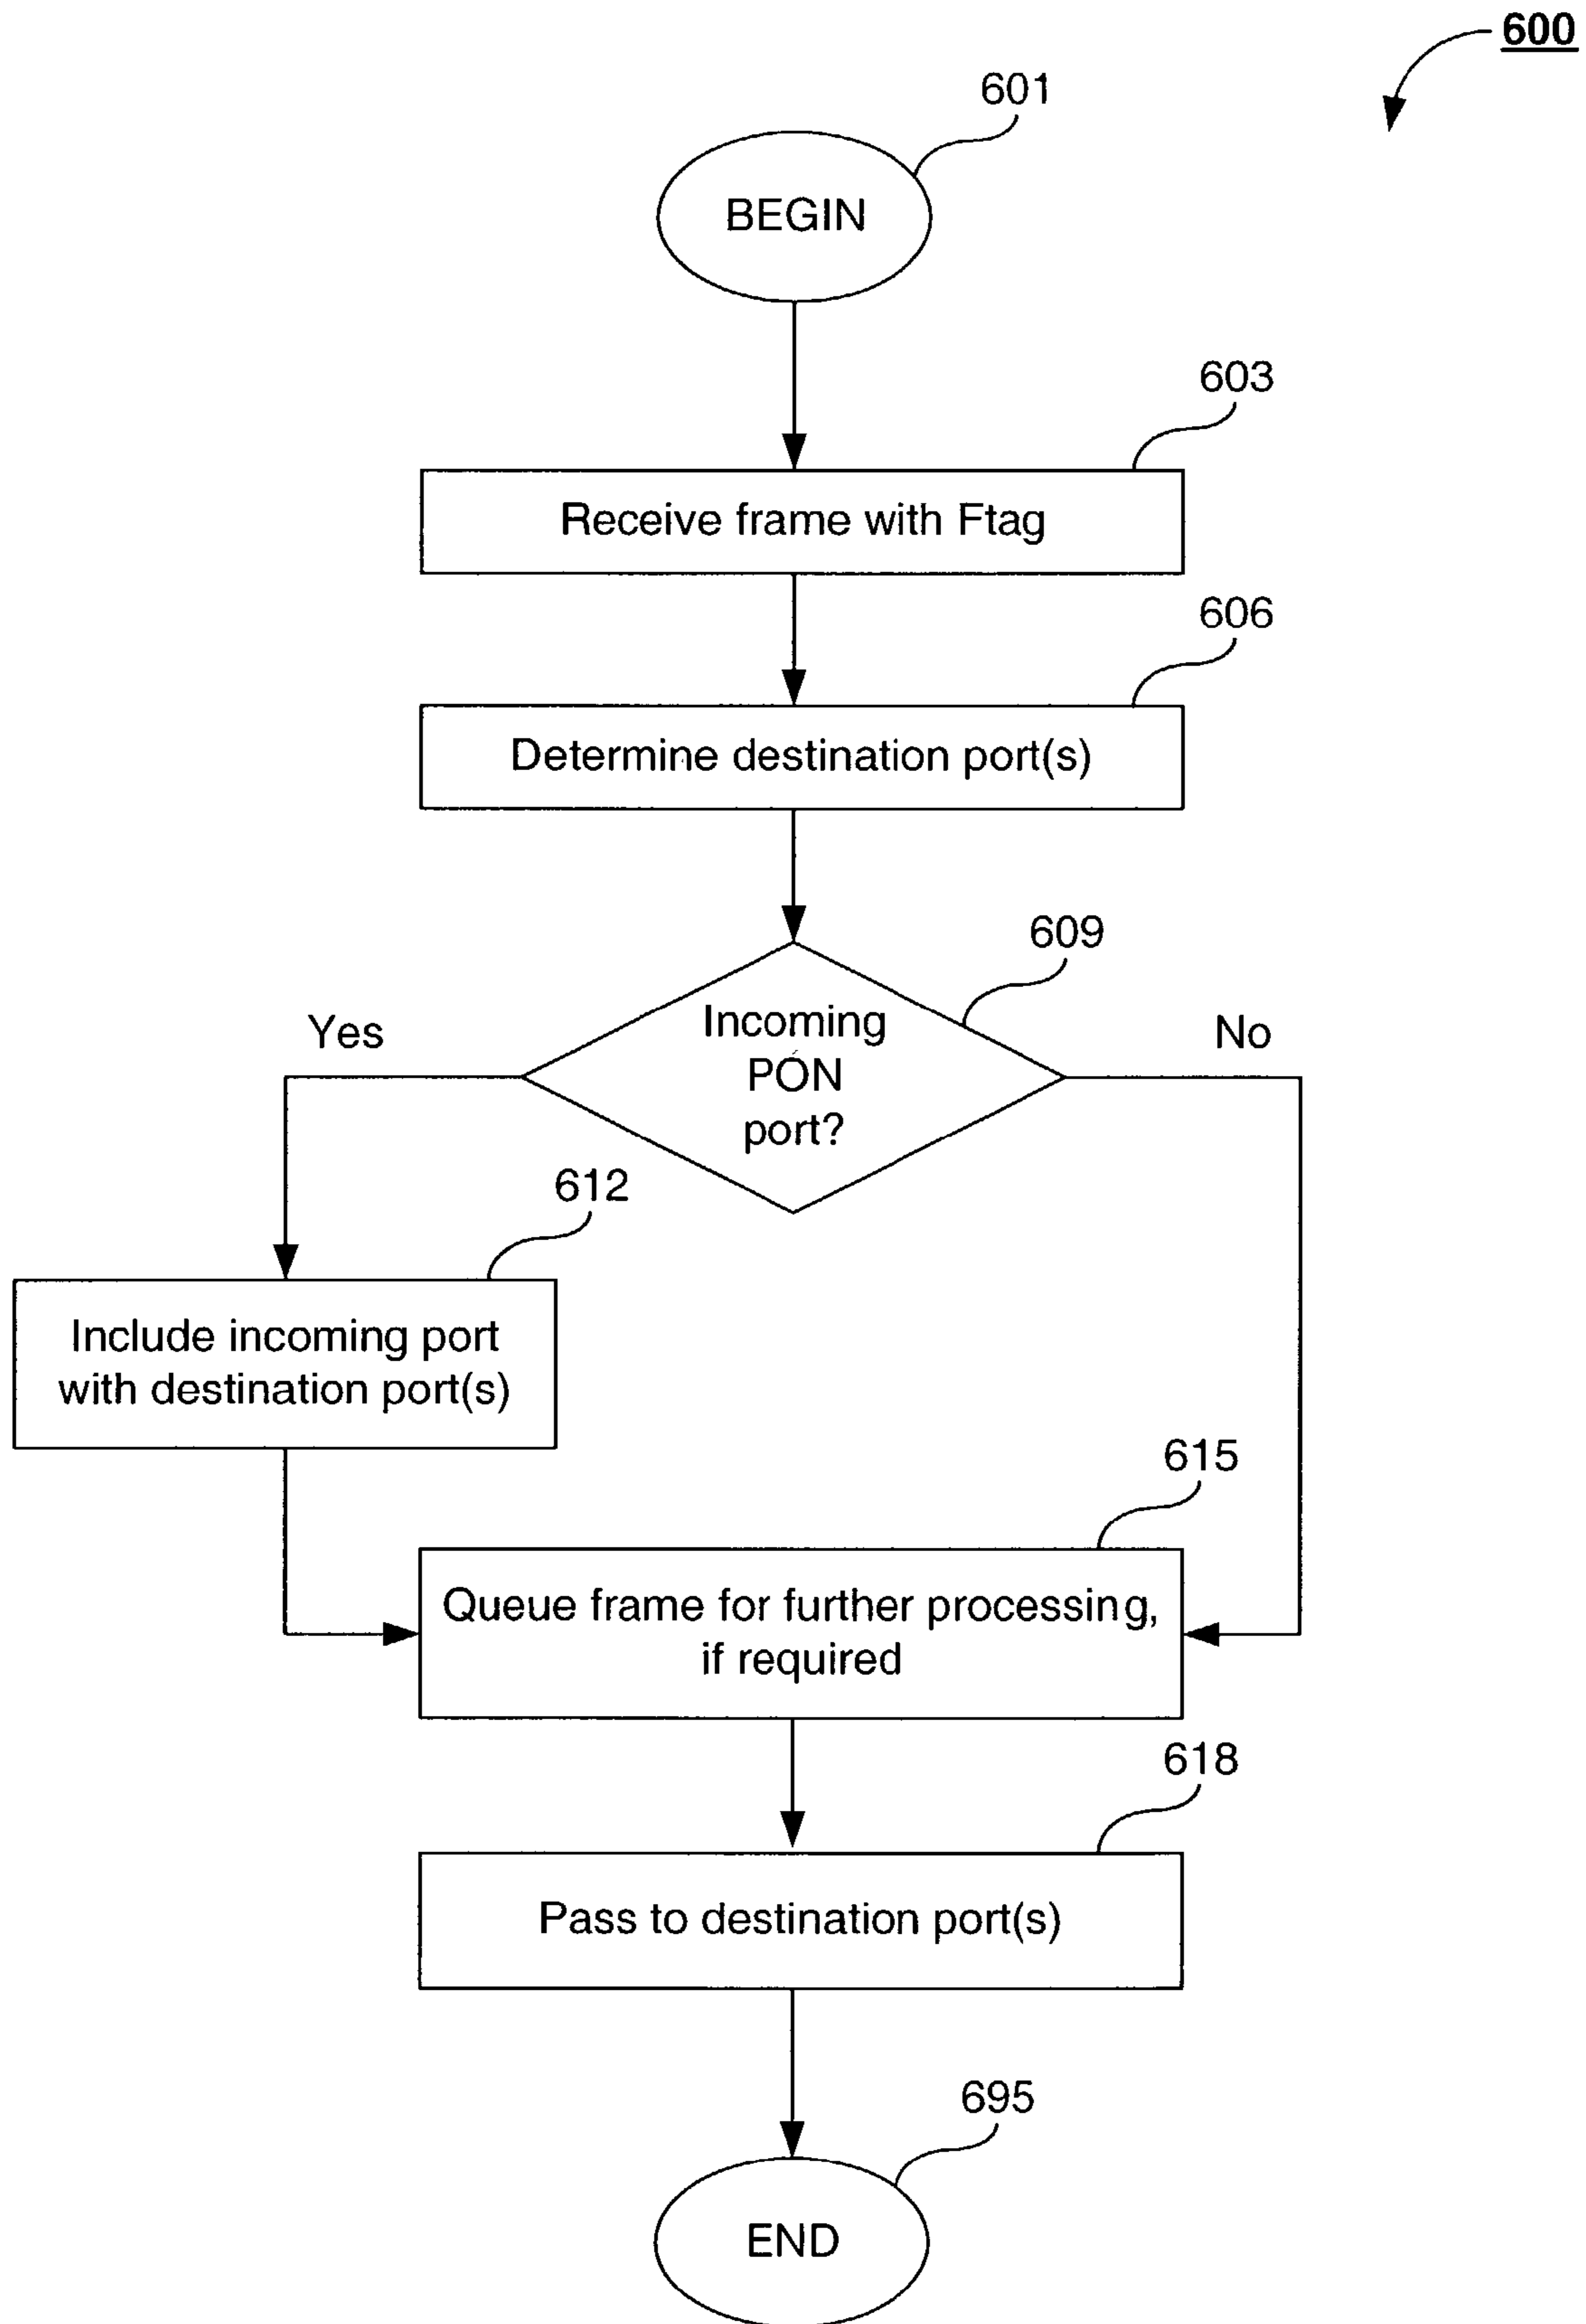 600
601
BEGIN
603
Receive frame with Ftag
606
Determine destination port(s)
609
Incoming
PON
port?
Yes
No
612
Include incoming port
with destination port(s)
615
Queue frame for further processing,
if required
618
Pass to destination port(s)
695
END